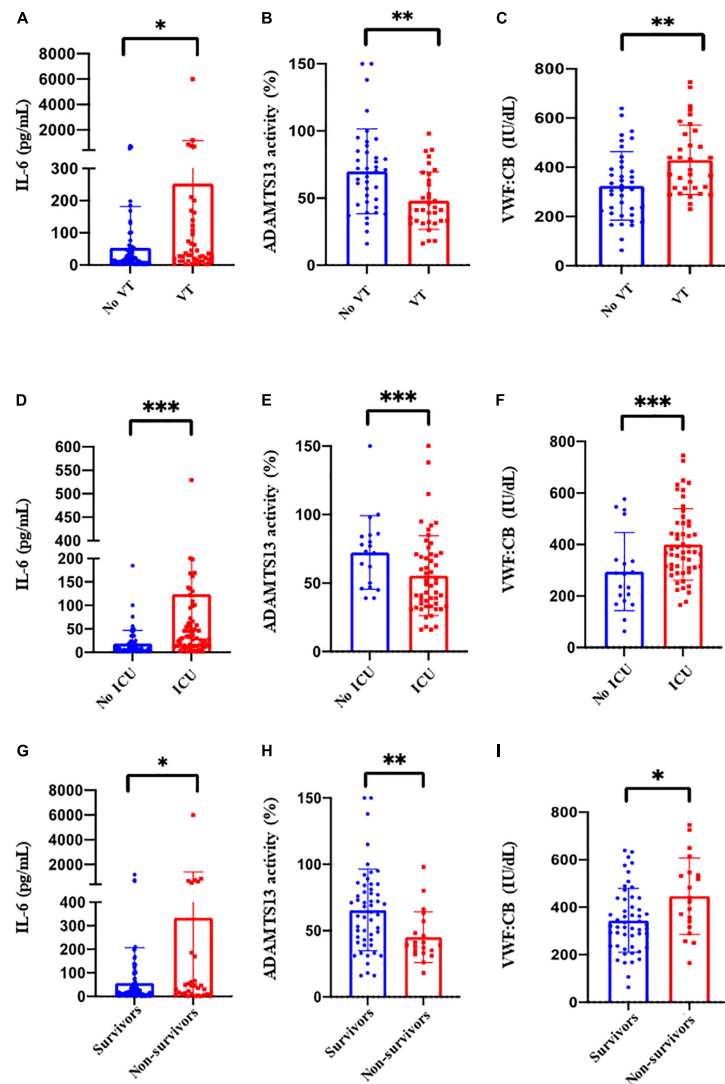 A
*
IL-6 (pg/mL)
8000
6000
4000
2000
300
200
100
0
No VT
VT
B
**
ADAMTS13 activity (%)
150
100
50
0
No VT
VT
C
**
VWF:CB (IU/dL)
800
600
400
200
0
No VT
VT
D
***
IL-6 (pg/mL)
600
550
500
450
400
200
150
100
50
0
No ICU
ICU
E
***
ADAMTS13 activity (%)
150
100
50
0
No ICU
ICU
F
***
VWF:CB (IU/dL)
800
600
400
200
0
No ICU
ICU
G
*
IL-6 (pg/mL)
8000
6000
4000
2000
400
300
200
100
0
Survivors
Non-survivors
H
**
ADAMTS13 activity (%)
150
100
50
0
Survivors
Non-survivors
I
*
VWF:CB (IU/dL)
800
600
400
200
0
Survivors
Non-survivors